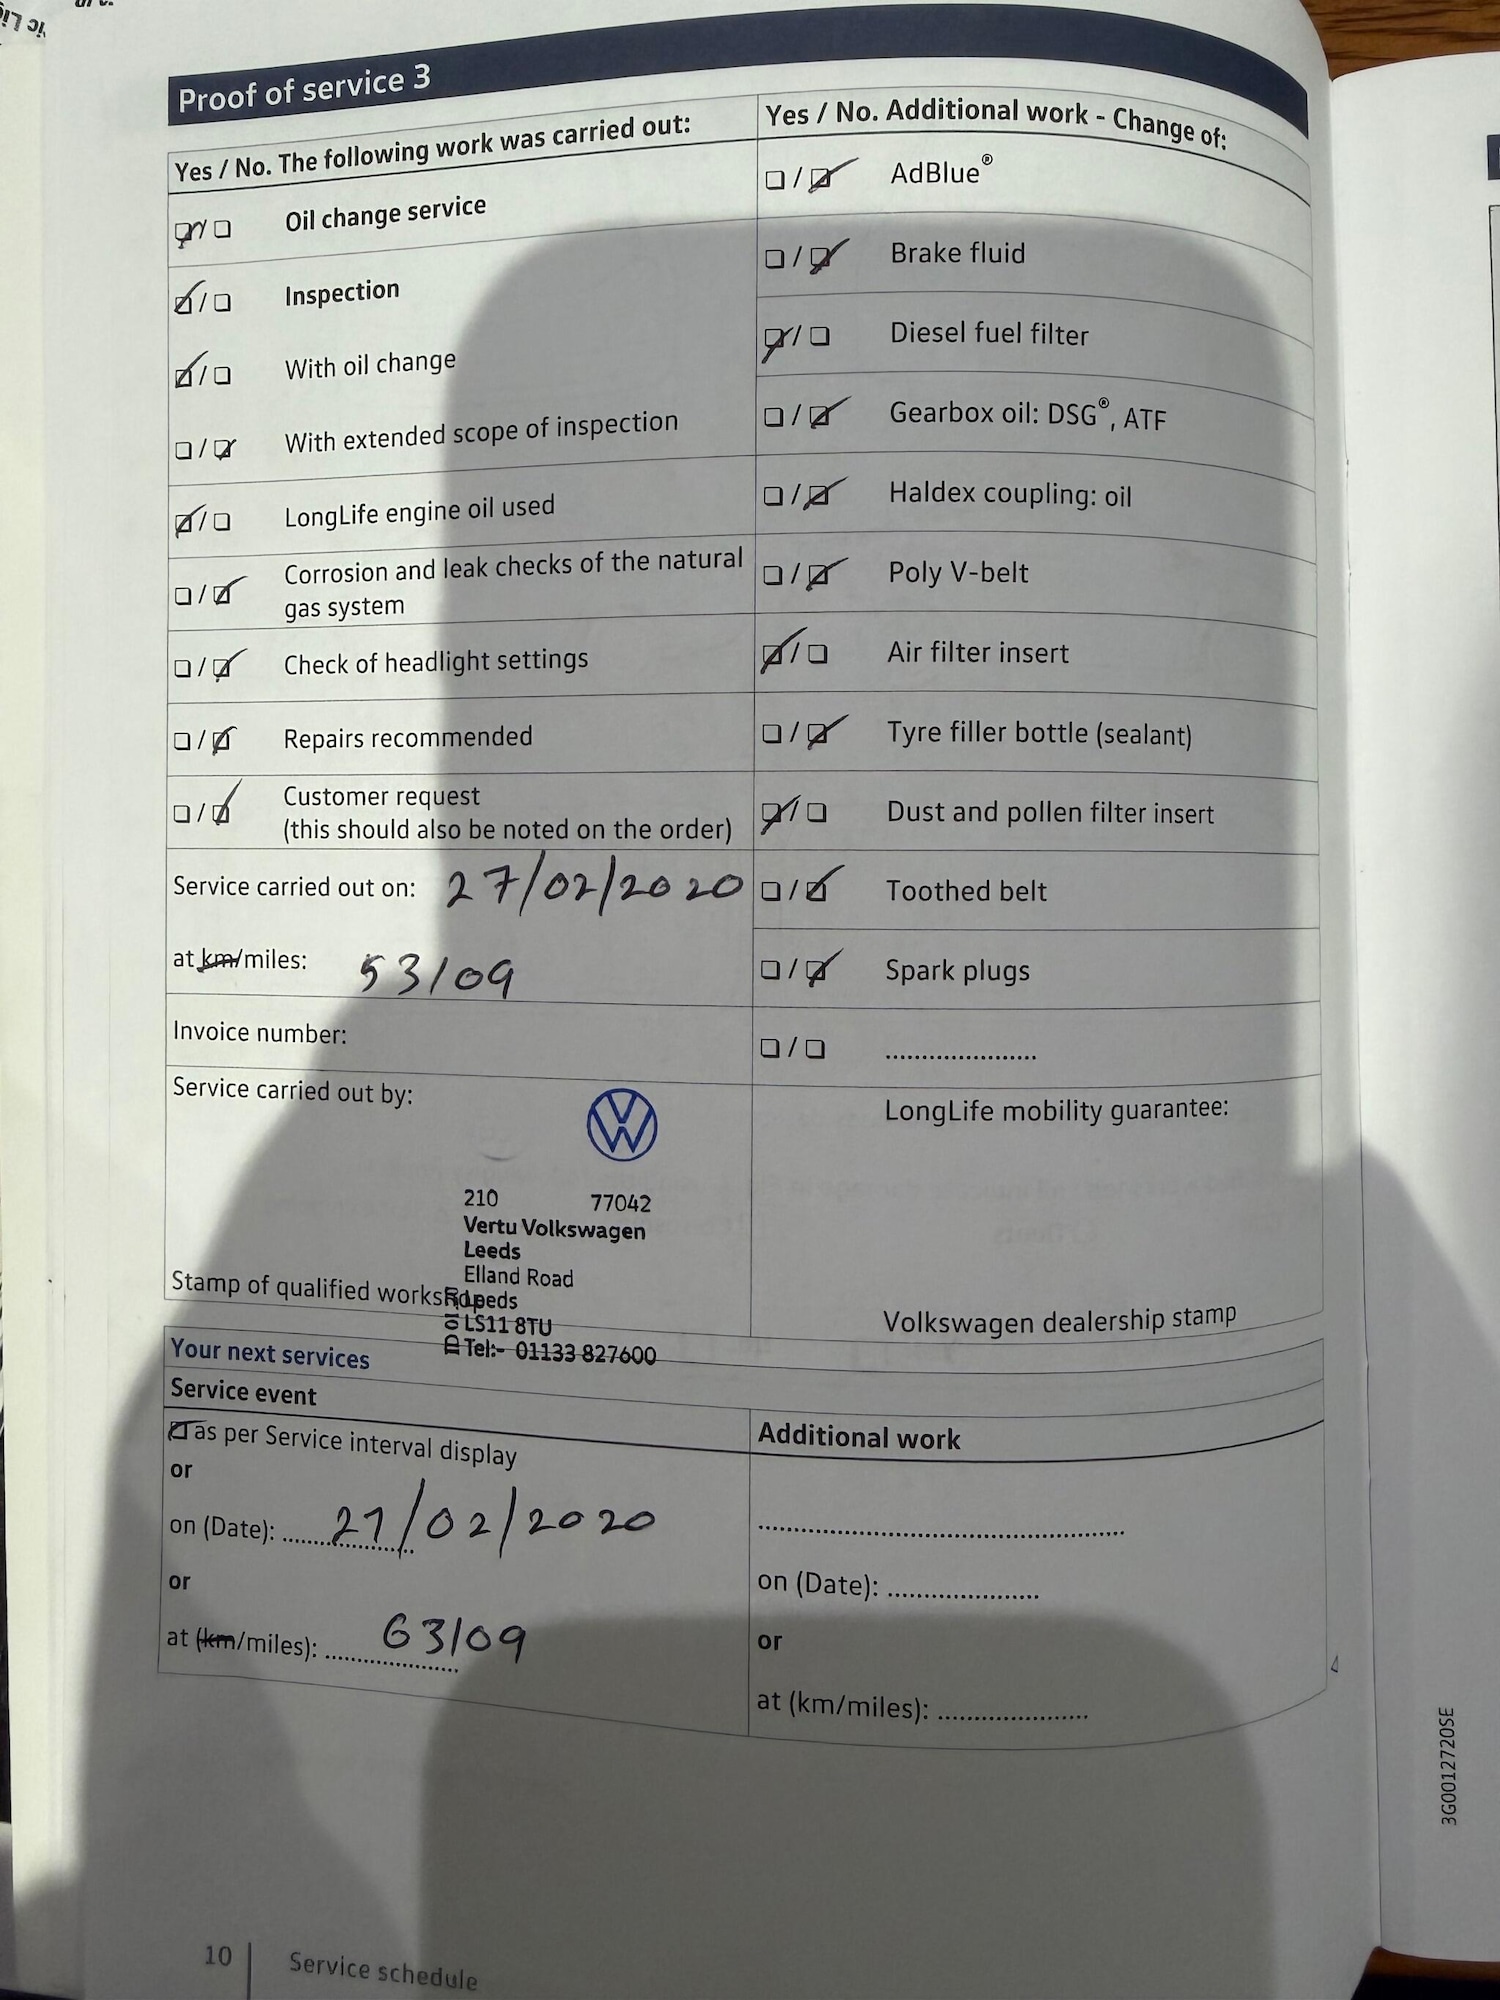 Proof of service 3
Yes / No. The following work was carried out:
Oil change service
Inspection
With oil change
With extended scope of inspection
LongLife engine oil used
Corrosion and leak checks of the natural
gas system
Check of headlight settings
Repairs recommended
Customer request
(this should also be noted on the order)
Service carried out on: 27/02/2020
at km/miles: 53109
Invoice number:
Service carried out by:
210 77042
Vertu Volkswagen
Leeds
Elland Road
Leeds
LS11 8TU
Tel:- 01133 827600
Stamp of qualified workshop
Yes / No. Additional work - Change of:
AdBlue®
Brake fluid
Diesel fuel filter
Gearbox oil: DSG®, ATF
Haldex coupling: oil
Poly V-belt
Air filter insert
Tyre filler bottle (sealant)
Dust and pollen filter insert
Toothed belt
Spark plugs
....................
LongLife mobility guarantee:
Volkswagen dealership stamp
Your next services
Service event
as per Service interval display
or
on (Date): 27/02/2020
or
at (km/miles): 63109
Additional work
on (Date): ....................
or
at (km/miles): ....................
10 Service schedule
3G0012720SE